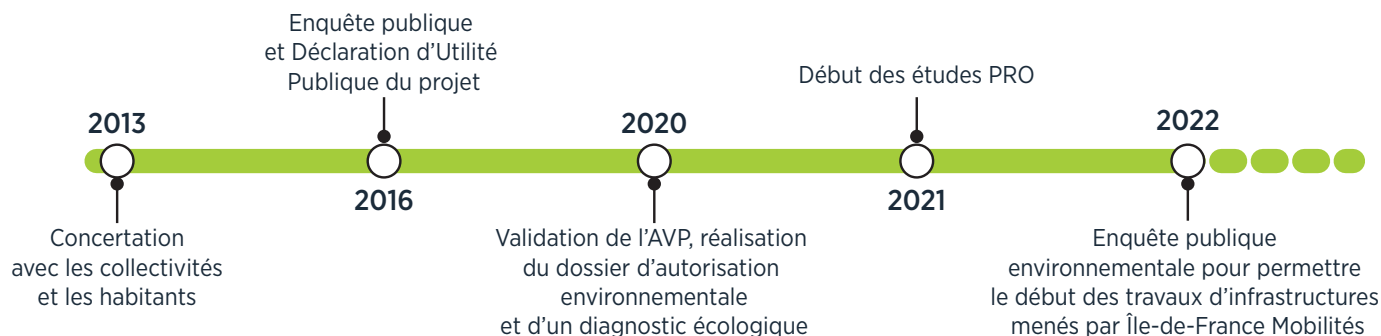 2013
Concertation
avec les collectivités
et les habitants
Enquête publique
et Déclaration d'Utilité
Publique du projet
2016
2020
Validation de l'AVP, réalisation
du dossier d'autorisation
environnementale
et d'un diagnostic écologique
Début des études PRO
2021
2022
Enquête publique
environnementale pour permettre
le début des travaux d'infrastructures
menés par Île-de-France Mobilités